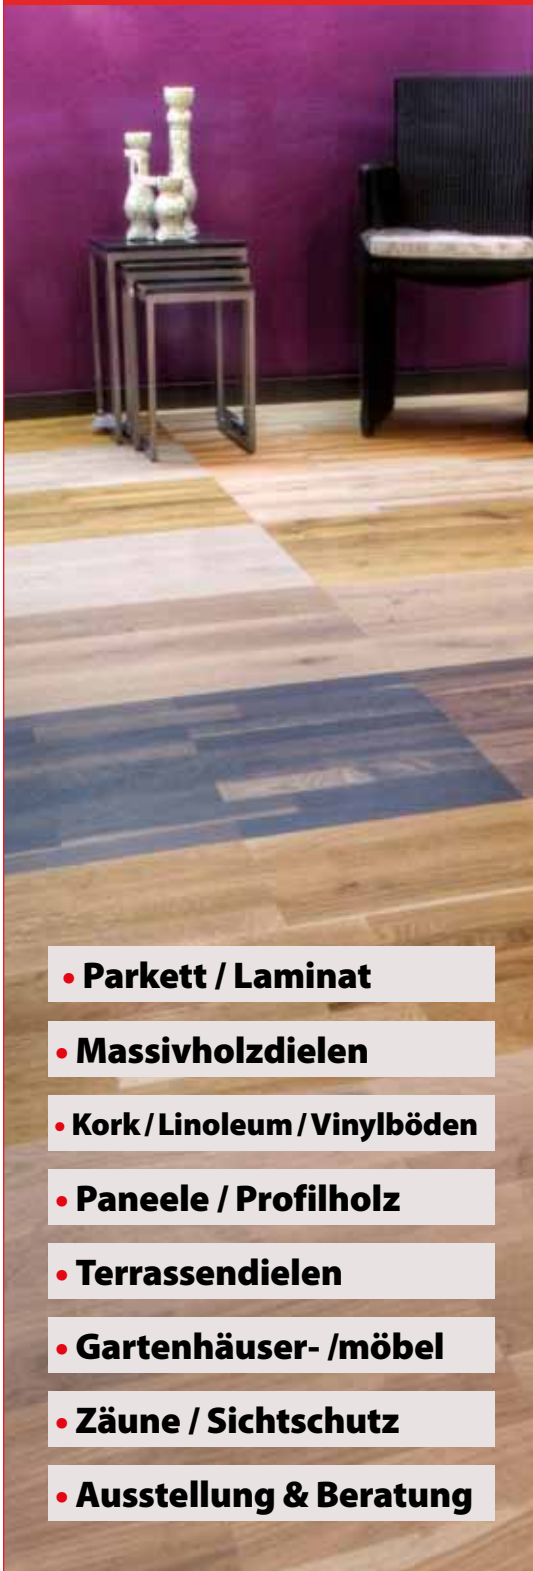 • Parkett / Laminat
• Massivholzdielen
• Kork / Linoleum / Vinylböden
• Paneele / Profilholz
• Terrassendielen
• Gartenhäuser- /möbel
• Zäune / Sichtschutz
• Ausstellung & Beratung